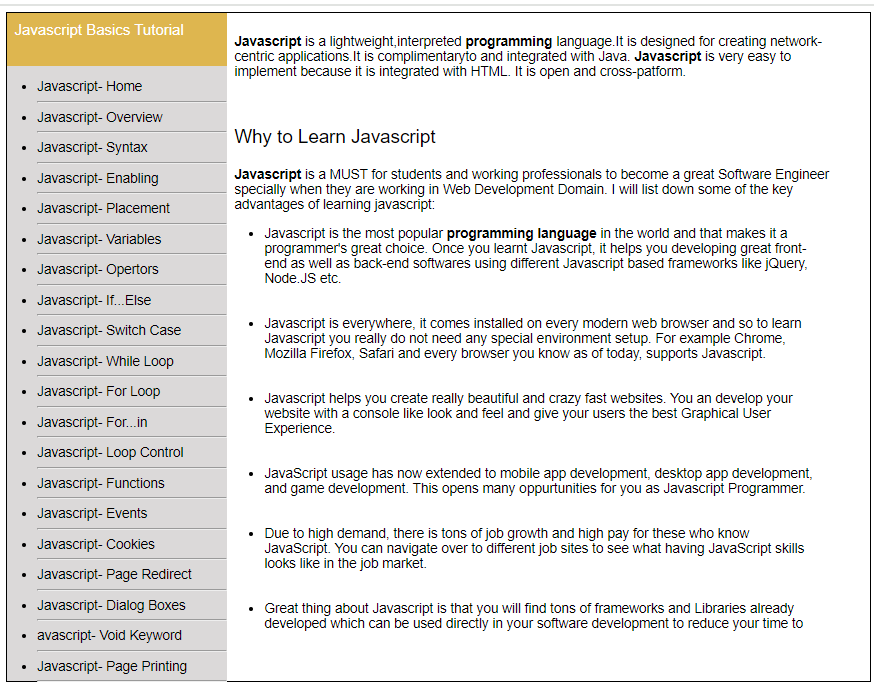 Javascript Basics Tutorial
Javascript- Home
Javascript- Overview
Javascript- Syntax
Javascript- Enabling
Javascript- Placement
Javascript- Variables
Javascript- Opertors
Javascript- If...Else
Javascript- Switch Case
Javascript- While Loop
Javascript- For Loop
Javascript- For...in
Javascript- Loop Control
Javascript- Functions
Javascript- Events
Javascript- Cookies
Javascript- Page Redirect
Javascript- Dialog Boxes
avascript- Void Keyword
Javascript- Page Printing
Javascript is a lightweight,interpreted programming language.It is designed for creating network-
centric applications.It is complimentaryto and integrated with Java. Javascript is very easy to
implement because it is integrated with HTML. It is open and cross-patform.
Why to Learn Javascript
Javascript is a MUST for students and working professionals to become a great Software Engineer
specially when they are working in Web Development Domain. I will list down some of the key
advantages of learning javascript:
Javascript is the most popular programming language in the world and that makes it a
programmer's great choice. Once you learnt Javascript, it helps you developing great front-
end as well as back-end softwares using different Javascript based frameworks like jQuery,
Node.JS etc.
Javascript is everywhere, it comes installed on every modern web browser and so to learn
Javascript you really do not need any special environment setup. For example Chrome,
Mozilla Firefox, Safari and every browser you know as of today, supports Javascript.
Javascript helps you create really beautiful and crazy fast websites. You an develop your
website with a console like look and feel and give your users the best Graphical User
Experience.
JavaScript usage has now extended to mobile app development, desktop app development,
and game development. This opens many oppurtunities for you as Javascript Programmer.
Due to high demand, there is tons of job growth and high pay for these who know
JavaScript. You can navigate over to different job sites to see what having JavaScript skills
looks like in the job market.
Great thing about Javascript is that you will find tons of frameworks and Libraries already
developed which can be used directly in your software development to reduce your time to